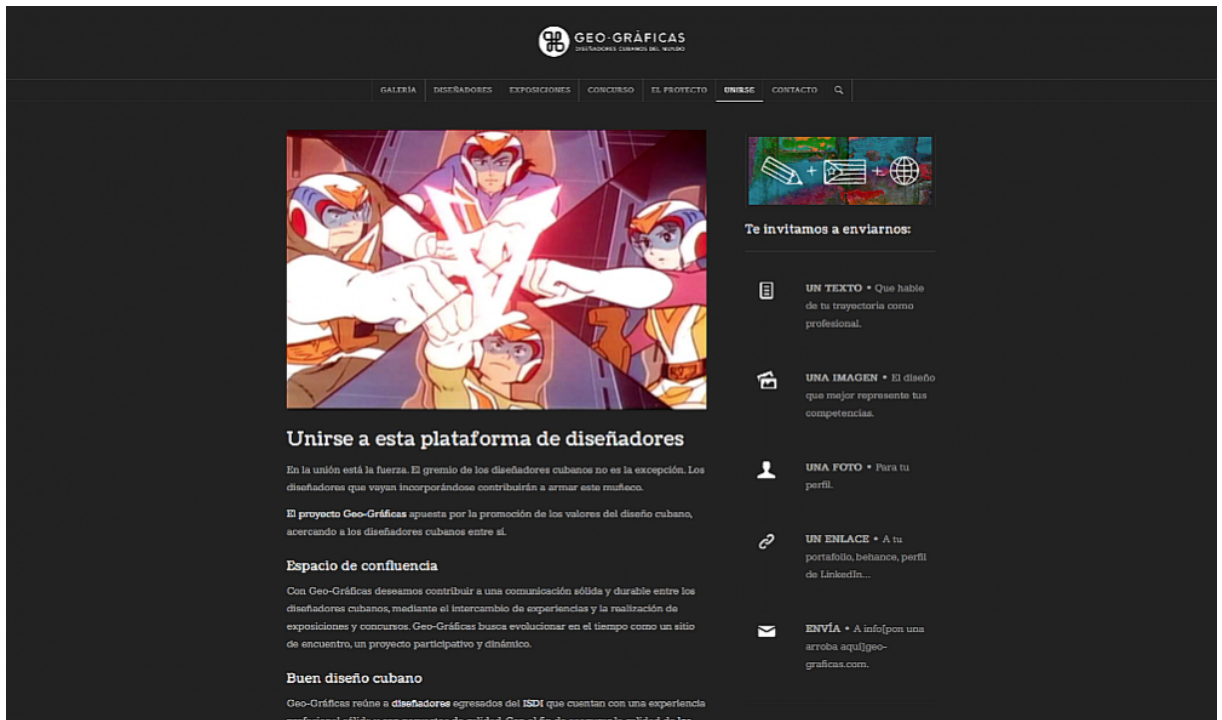 GEO-GRÁFICAS
DISEÑADORES CUBANOS DEL MUNDO
GALERÍA
DISEÑADORES
EXPOSICIONES
CONCURSO
EL PROYECTO
UNIRSE
CONTACTO
Unirse a esta plataforma de diseñadores
En la unión está la fuerza. El gremio de los diseñadores cubanos no es la excepción. Los
diseñadores que vayan incorporándose contribuirán a armar este muñeco.
El proyecto Geo-Gráficas apuesta por la promoción de los valores del diseño cubano,
acercando a los diseñadores cubanos entre sí.
Espacio de confluencia
Con Geo-Gráficas deseamos contribuir a una comunicación sólida y durable entre los
diseñadores cubanos, mediante el intercambio de experiencias y la realización de
exposiciones y concursos. Geo-Gráficas busca evolucionar en el tiempo como un sitio
de encuentro, un proyecto participativo y dinámico.
Buen diseño cubano
Geo-Gráficas reúne a diseñadores egresados del ISDI que cuentan con una experiencia
Te invitamos a enviarnos:
UN TEXTO • Que hable
de tu trayectoria como
profesional.
UNA IMAGEN • El diseño
que mejor represente tus
competencias.
UNA FOTO • Para tu
perfil.
UN ENLACE • A tu
portafolio, behance, perfil
de LinkedIn...
ENVÍA • A info[pon una
arroba aquí]geo-
graficas.com.